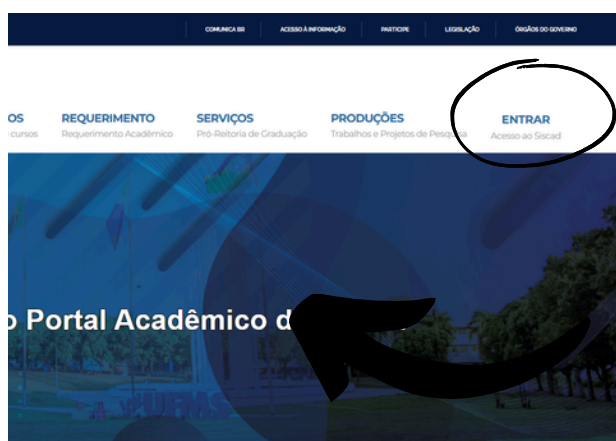 COMUNICA BR ACESSO À INFORMAÇÃO PARTICIPE LEGISLAÇÃO ÓRGÃOS DO GOVERNO
OS REQUERIMENTO SERVIÇOS PRODUÇÕES ENTRAR
cursos Requerimento Acadêmico Pró-Reitoria de Graduação Trabalhos e Projetos de Pesquisa Acesso ao Siscad
o Portal Acadêmico d
UFMS